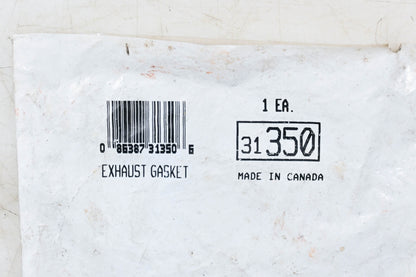 1 EA.
0 86387 31350 6
31 350
EXHAUST GASKET
MADE IN CANADA